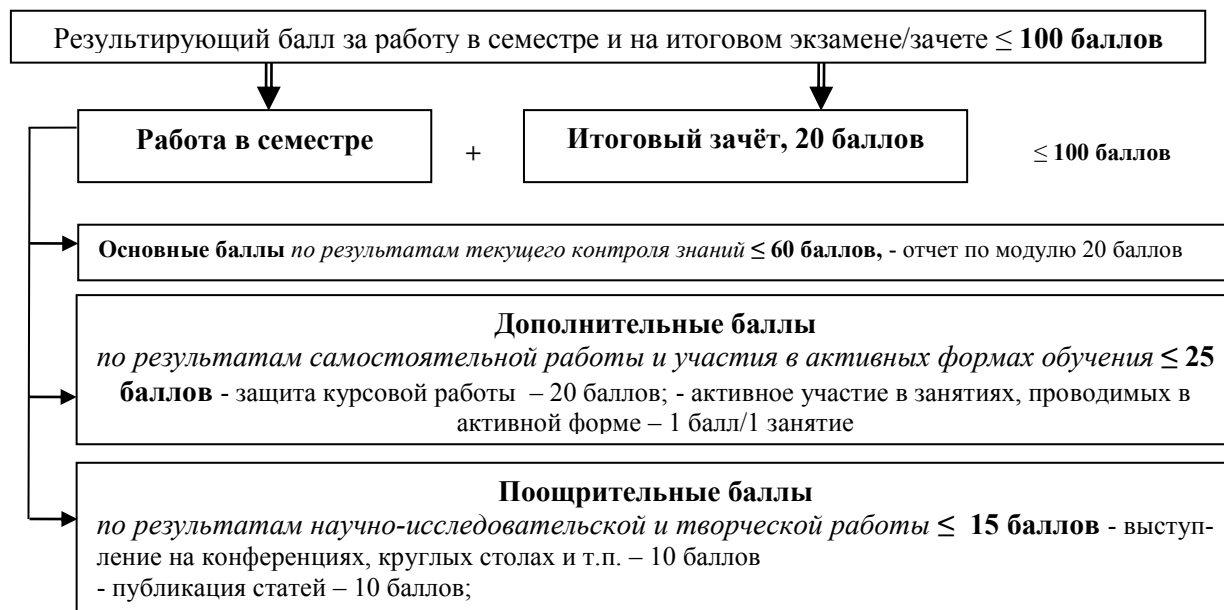 Результирующий балл за работу в семестре и на итоговом экзамене/зачете ≤ 100 баллов
Работа в семестре
+
Итоговый зачёт, 20 баллов
≤ 100 баллов
Основные баллы по результатам текущего контроля знаний ≤ 60 баллов, - отчет по модулю 20 баллов
Дополнительные баллы
по результатам самостоятельной работы и участия в активных формах обучения ≤ 25
баллов - защита курсовой работы – 20 баллов; - активное участие в занятиях, проводимых в
активной форме – 1 балл/1 занятие
Поощрительные баллы
по результатам научно-исследовательской и творческой работы ≤ 15 баллов - выступ-
ление на конференциях, круглых столах и т.п. – 10 баллов
- публикация статей – 10 баллов;